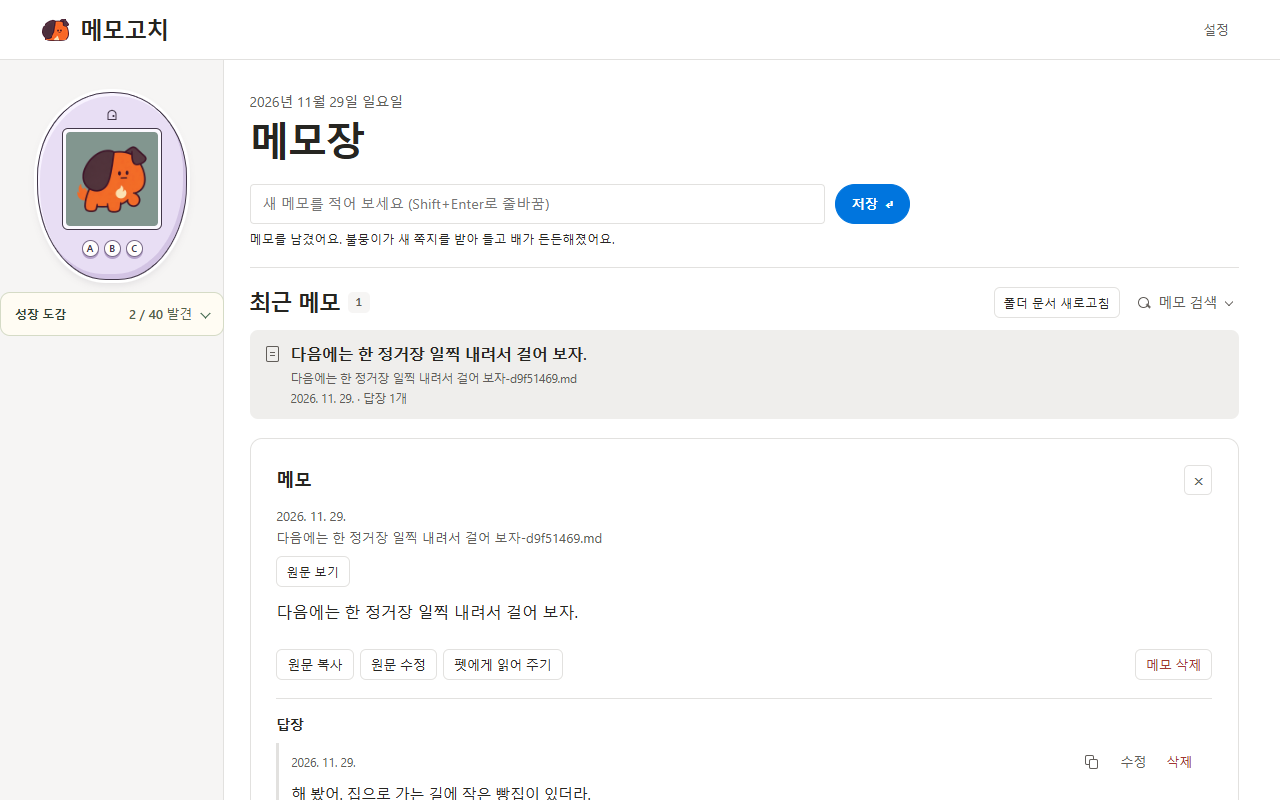 메모고치
설정
A B C
성장 도감 2 / 40 발견
2026년 11월 29일 일요일
메모장
새 메모를 적어 보세요 (Shift+Enter로 줄바꿈)
저장
메모를 남겼어요. 불뭉이가 새 쪽지를 받아 들고 배가 든든해졌어요.
최근 메모 1
폴더 문서 새로고침
메모 검색
다음에는 한 정거장 일찍 내려서 걸어 보자.
다음에는 한 정거장 일찍 내려서 걸어 보자-d9f51469.md
2026. 11. 29. · 답장 1개
메모
2026. 11. 29.
다음에는 한 정거장 일찍 내려서 걸어 보자-d9f51469.md
원문 보기
다음에는 한 정거장 일찍 내려서 걸어 보자.
원문 복사
원문 수정
펫에게 읽어 주기
메모 삭제
답장
2026. 11. 29.
수정
삭제
해 봤어. 집으로 가는 길에 작은 빵집이 있더라.